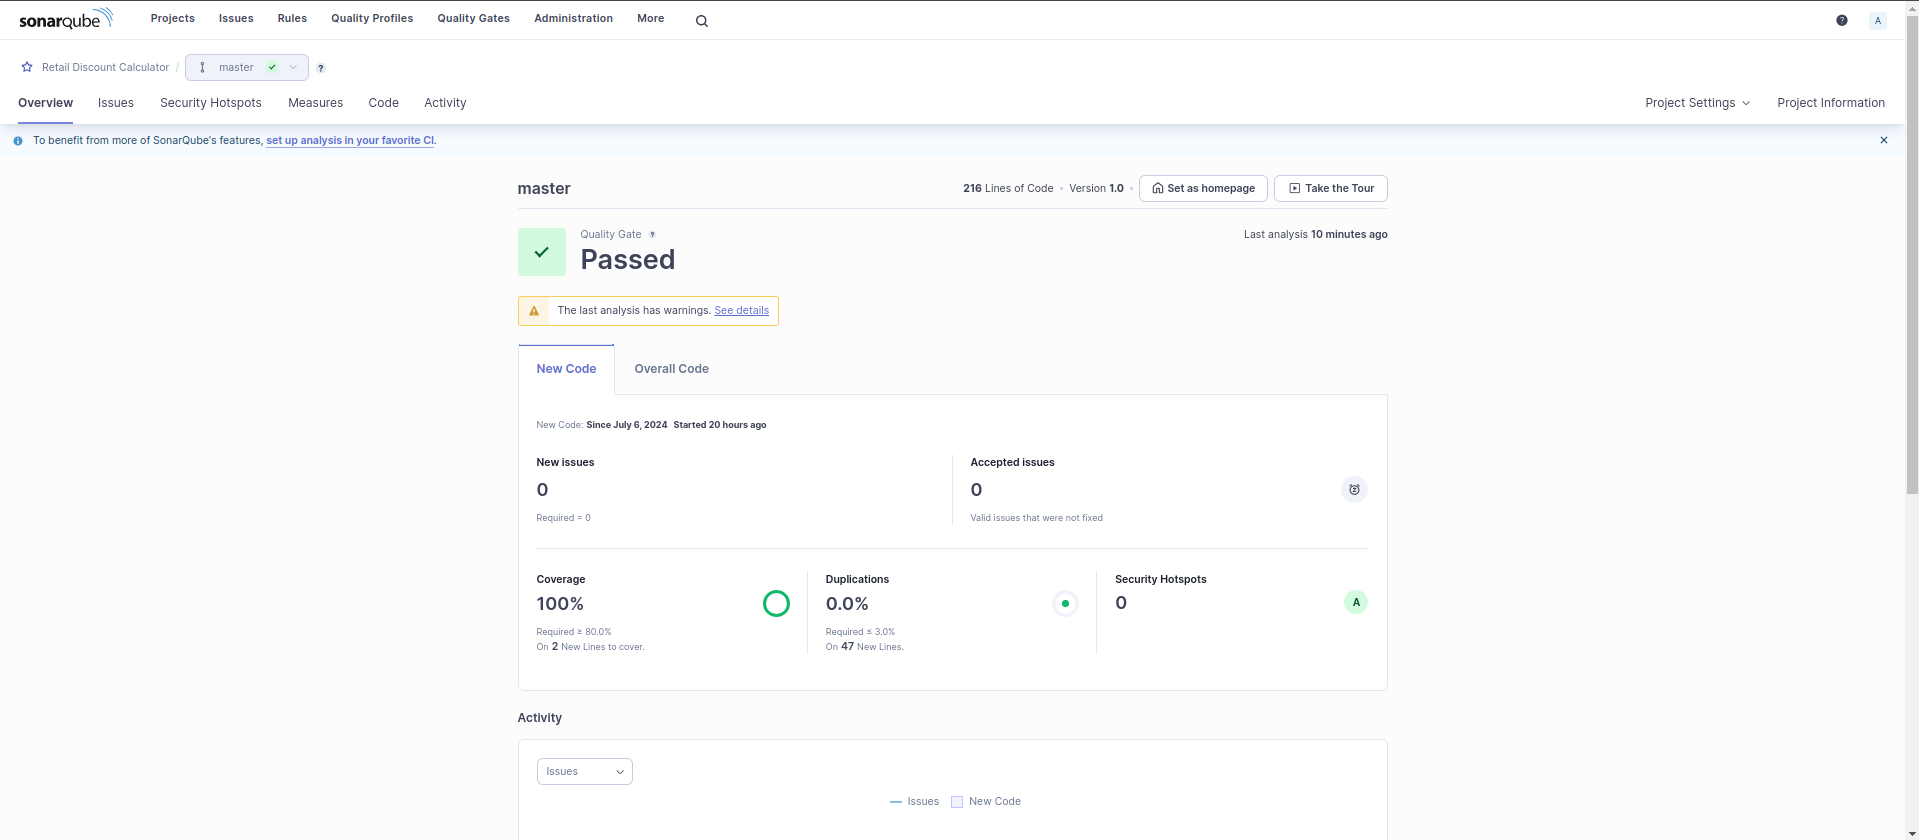 sonarqube Projects Issues Rules Quality Profiles Quality Gates Administration More ? A
Retail Discount Calculator / master ?
Overview Issues Security Hotspots Measures Code Activity Project Settings Project Information
To benefit from more of SonarQube's features, set up analysis in your favorite CI.
master 216 Lines of Code • Version 1.0 • Set as homepage Take the Tour
Quality Gate ? Last analysis 10 minutes ago
Passed
The last analysis has warnings. See details
New Code Overall Code
New Code: Since July 6, 2024 Started 20 hours ago
New issues Accepted issues
0 0
Required = 0 Valid issues that were not fixed
Coverage Duplications Security Hotspots
100% 0.0% 0 A
Required ≥ 80.0% Required ≤ 3.0%
On 2 New Lines to cover. On 47 New Lines.
Activity
Issues
Issues New Code